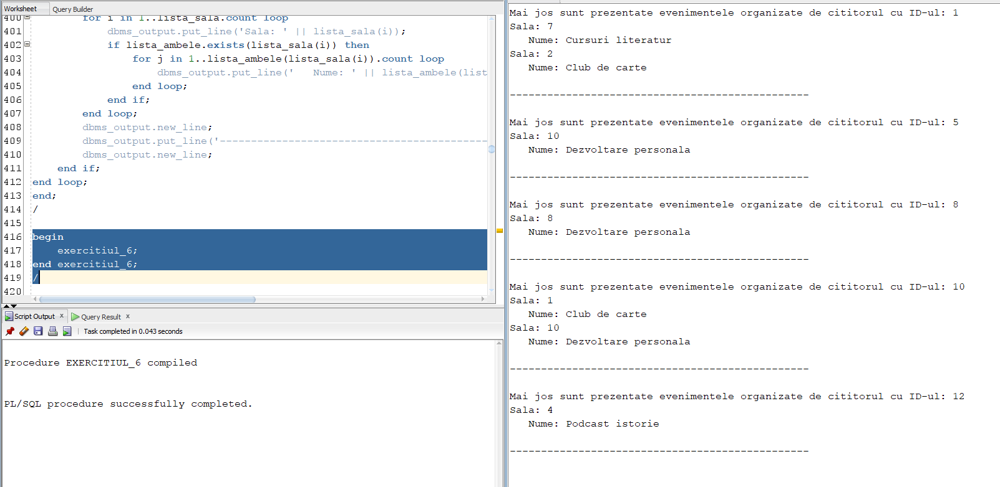 Worksheet Query Builder
400 for i in 1..lista_sala.count loop
401 dbms_output.put_line('Sala: ' || lista_sala(i));
402 if lista_ambele.exists(lista_sala(i)) then
403 for j in 1..lista_ambele(lista_sala(i)).count loop
404 dbms_output.put_line('   Nume: ' || lista_ambele(list
405 end loop;
406 end if;
407 end loop;
408 dbms_output.new_line;
409 dbms_output.put_line('-------------------------------------------
410 dbms_output.new_line;
411 end if;
412 end loop;
413 end;
414 /
415
416 begin
417 exercitiul_6;
418 end exercitiul_6;
419 /
420
Script Output x Query Result x
Task completed in 0.043 seconds
Procedure EXERCITIUL_6 compiled
PL/SQL procedure successfully completed.
Mai jos sunt prezentate evenimentele organizate de cititorul cu ID-ul: 1
Sala: 7
Nume: Cursuri literatur
Sala: 2
Nume: Club de carte
------------------------------------------------
Mai jos sunt prezentate evenimentele organizate de cititorul cu ID-ul: 5
Sala: 10
Nume: Dezvoltare personala
------------------------------------------------
Mai jos sunt prezentate evenimentele organizate de cititorul cu ID-ul: 8
Sala: 8
Nume: Dezvoltare personala
------------------------------------------------
Mai jos sunt prezentate evenimentele organizate de cititorul cu ID-ul: 10
Sala: 1
Nume: Club de carte
Sala: 10
Nume: Dezvoltare personala
------------------------------------------------
Mai jos sunt prezentate evenimentele organizate de cititorul cu ID-ul: 12
Sala: 4
Nume: Podcast istorie
------------------------------------------------